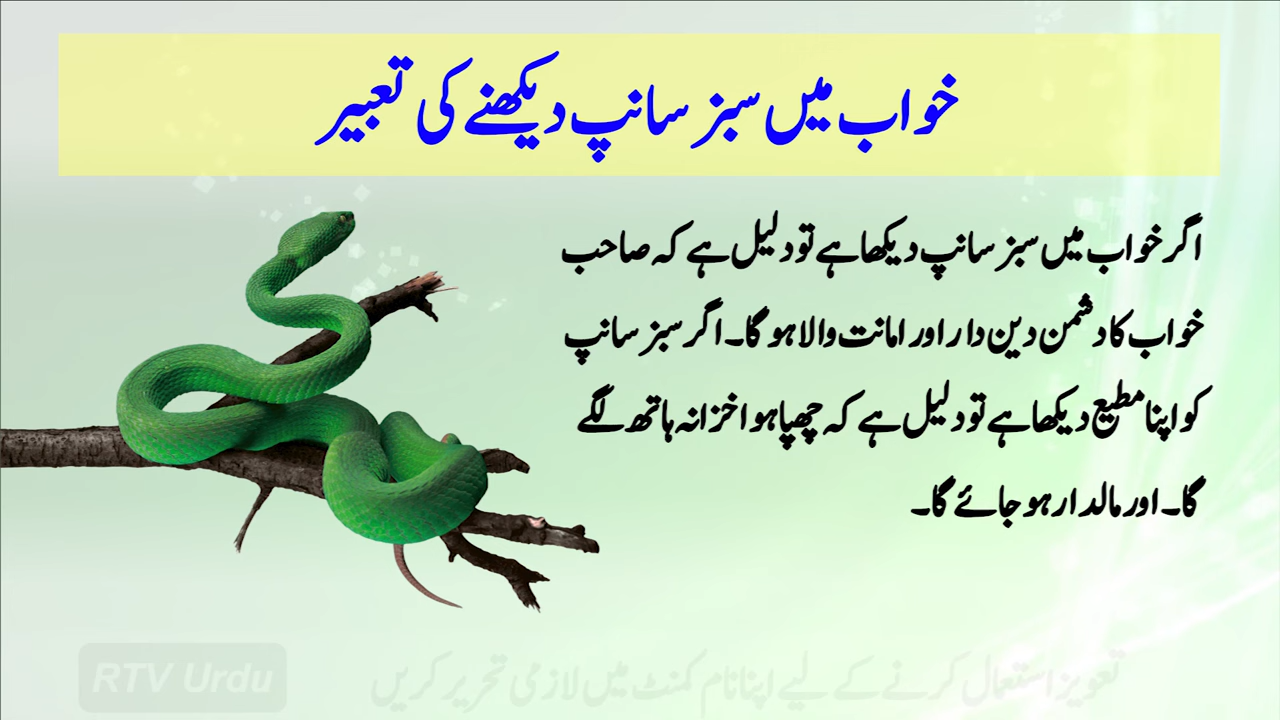 خواب میں سبز سانپ دیکھنے کی تعبیر
اگر خواب میں سبز سانپ دیکھا ہے تو دلیل ہے کہ صاحب
خواب کا دشمن دین دار اور امانت والا ہو گا۔ اگر سبز سانپ
کو اپنا مطیع دیکھا ہے تو دلیل ہے کہ چھپا ہوا خزانہ ہاتھ لگے
گا۔ اور مالدار ہو جائے گا۔
تعویز استعمال کرنے کے لیے اپنا نام کمنٹ میں لازمی تحریر کریں
RTV Urdu